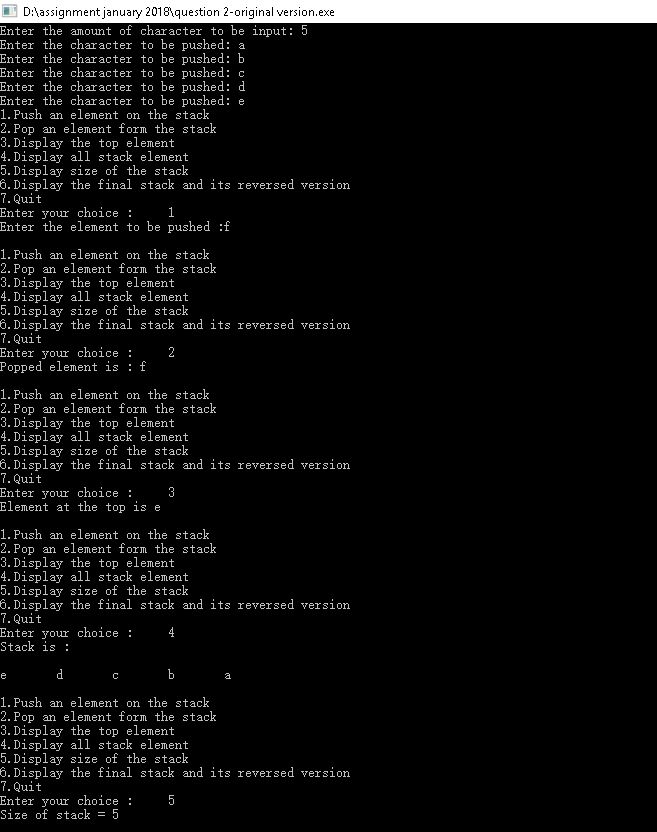 D:\assignment january 2018\question 2-original version.exe
Enter the amount of character to be input: 5
Enter the character to be pushed: a
Enter the character to be pushed: b
Enter the character to be pushed: c
Enter the character to be pushed: d
Enter the character to be pushed: e
1.Push an element on the stack
2.Pop an element form the stack
3.Display the top element
4.Display all stack element
5.Display size of the stack
6.Display the final stack and its reversed version
7.Quit
Enter your choice :     1
Enter the element to be pushed :f

1.Push an element on the stack
2.Pop an element form the stack
3.Display the top element
4.Display all stack element
5.Display size of the stack
6.Display the final stack and its reversed version
7.Quit
Enter your choice :     2
Popped element is : f

1.Push an element on the stack
2.Pop an element form the stack
3.Display the top element
4.Display all stack element
5.Display size of the stack
6.Display the final stack and its reversed version
7.Quit
Enter your choice :     3
Element at the top is e

1.Push an element on the stack
2.Pop an element form the stack
3.Display the top element
4.Display all stack element
5.Display size of the stack
6.Display the final stack and its reversed version
7.Quit
Enter your choice :     4
Stack is :

e       d       c       b       a

1.Push an element on the stack
2.Pop an element form the stack
3.Display the top element
4.Display all stack element
5.Display size of the stack
6.Display the final stack and its reversed version
7.Quit
Enter your choice :     5
Size of stack = 5